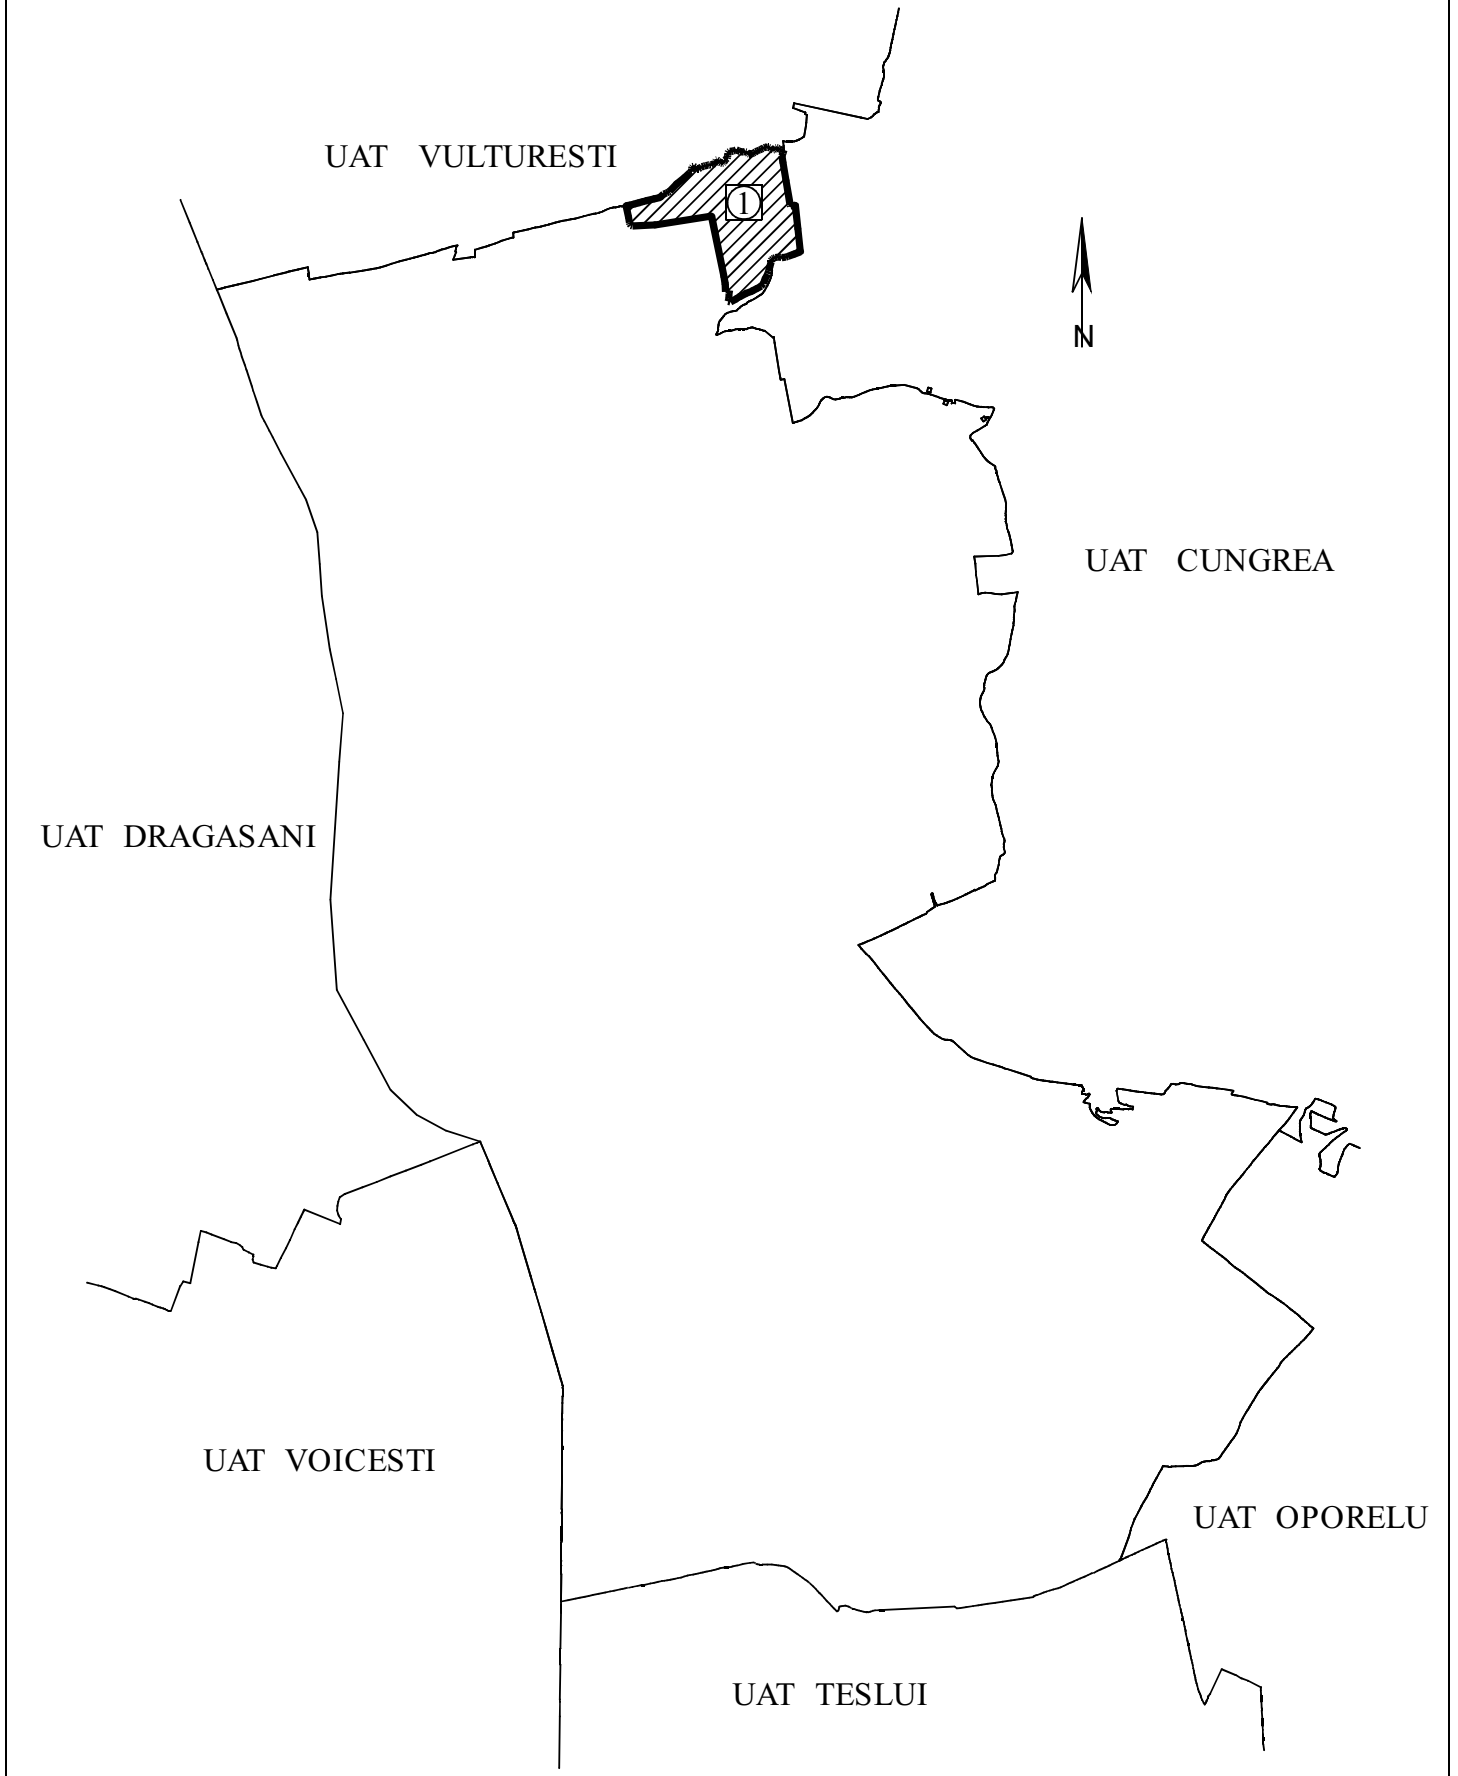 UAT VULTURESTI
1
N
UAT CUNGREA
UAT DRAGASANI
UAT VOICESTI
UAT OPORELU
UAT TESLUI